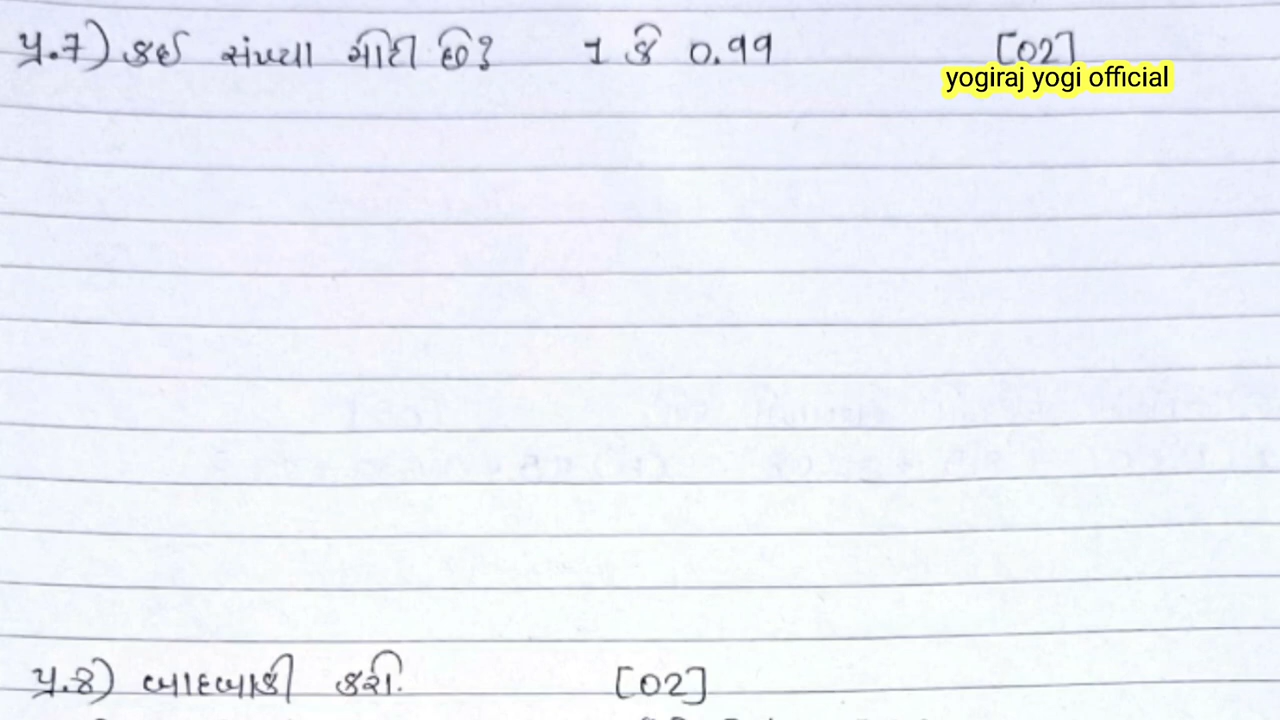 પ્ર.7) કઈ સંખ્યા મોટી છે? 1 કે 0.99 [02]
yogiraj yogi official
પ્ર.8) બાદબાકી કરો. [02]